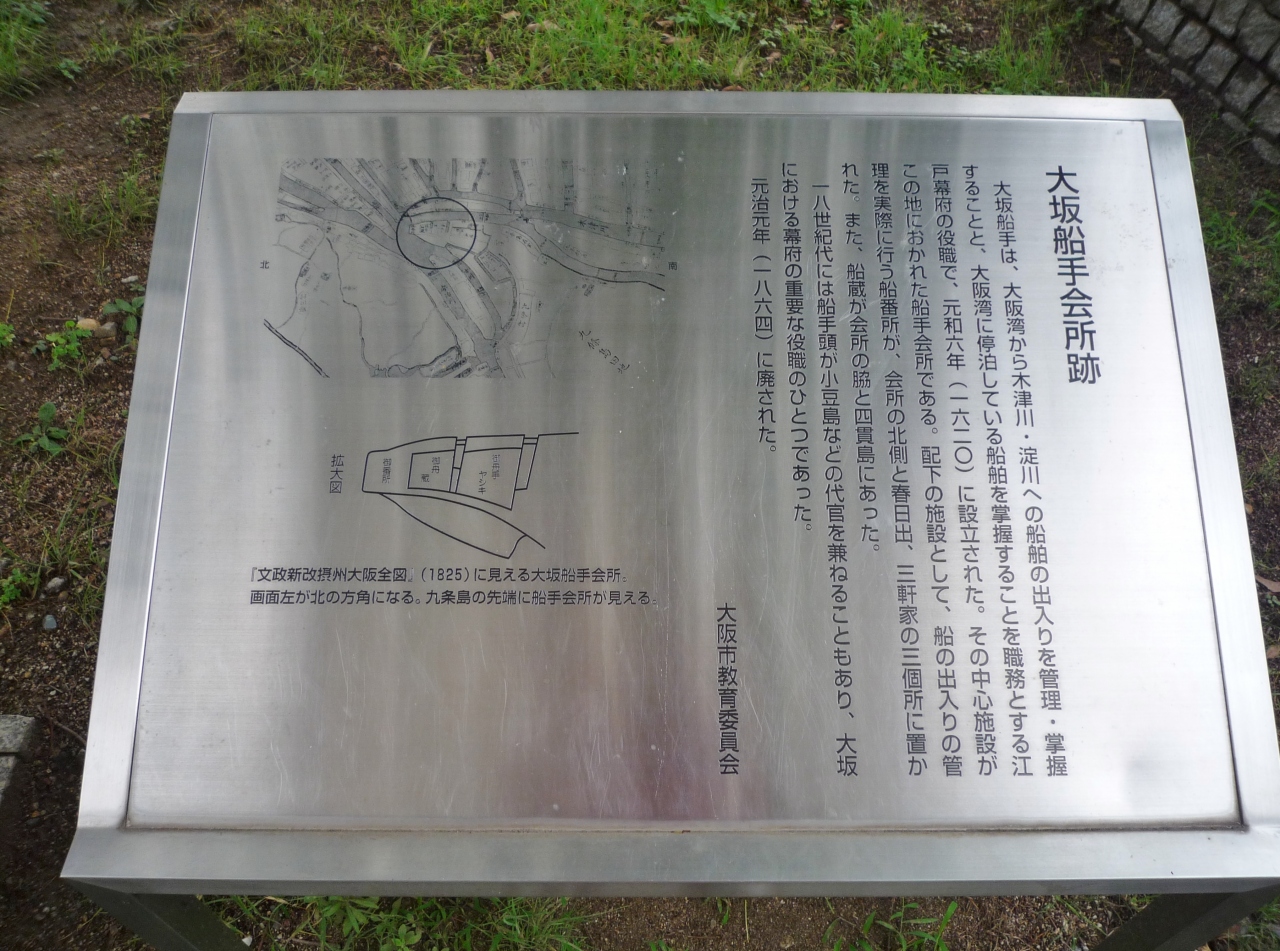 大坂船手会所跡
大坂船手は、大阪湾から木津川・淀川への船舶の出入りを管理・掌握
することと、大阪湾に停泊している船舶を掌握することを職務とする江
戸幕府の役職で、元和六年（一六二〇）に設立された。その中心施設が
この地におかれた船手会所である。配下の施設として、船の出入りの管
理を実際に行う船番所が、会所の北側と春日出、三軒家の三個所に置か
れた。また、船蔵が会所の脇と四貫島にあった。
一八世紀代には船手頭が小豆島などの代官を兼ねることもあり、大坂
における幕府の重要な役職のひとつであった。
元治元年（一八六四）に廃された。
大阪市教育委員会
北
南
拡大図
御番所
御舟
蔵
ヤシキ
『文政新改摂州大阪全図』（1825）に見える大坂船手会所。
画面左が北の方角になる。九条島の先端に船手会所が見える。